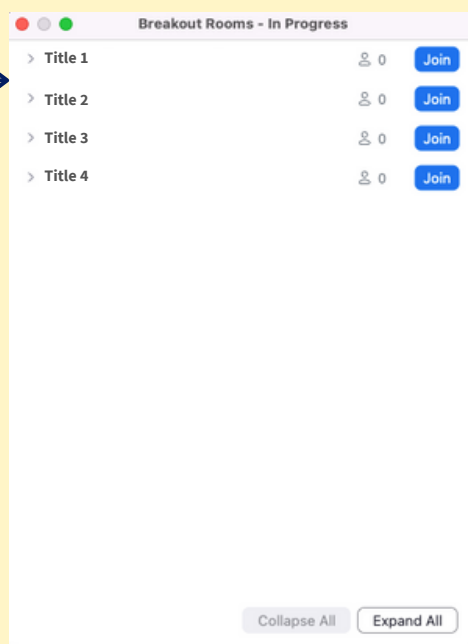 Breakout Rooms - In Progress
Title 1 0 Join
Title 2 0 Join
Title 3 0 Join
Title 4 0 Join
Collapse All Expand All